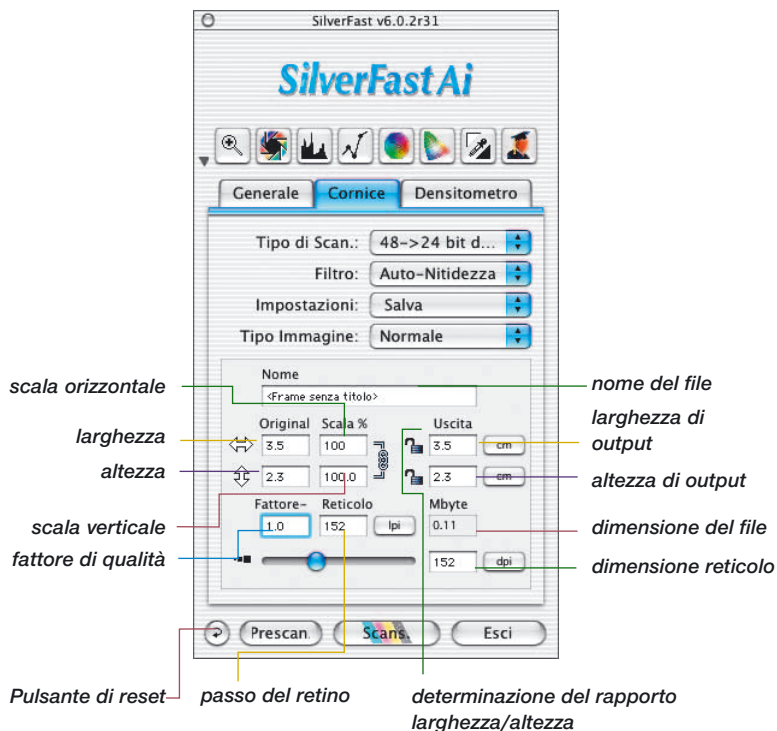 SilverFast v6.0.2r31
SilverFast Ai
Generale Cornice Densitometro
Tipo di Scan.: 48->24 bit d...
Filtro: Auto-Nitidezza
Impostazioni: Salva
Tipo Immagine: Normale
Nome
<Frame senza titolo>
scala orizzontale
nome del file
Original Scala % Uscita
larghezza
3.5 100 3.5 cm
larghezza di
output
altezza
2.3 100.0 2.3 cm
altezza di output
Fattore- Reticolo Mbyte
scala verticale
1.0 152 lpi 0.11
dimensione del file
fattore di qualità
152 dpi
dimensione reticolo
Prescan. Scans. Esci
Pulsante di reset
passo del retino
determinazione del rapporto
larghezza/altezza